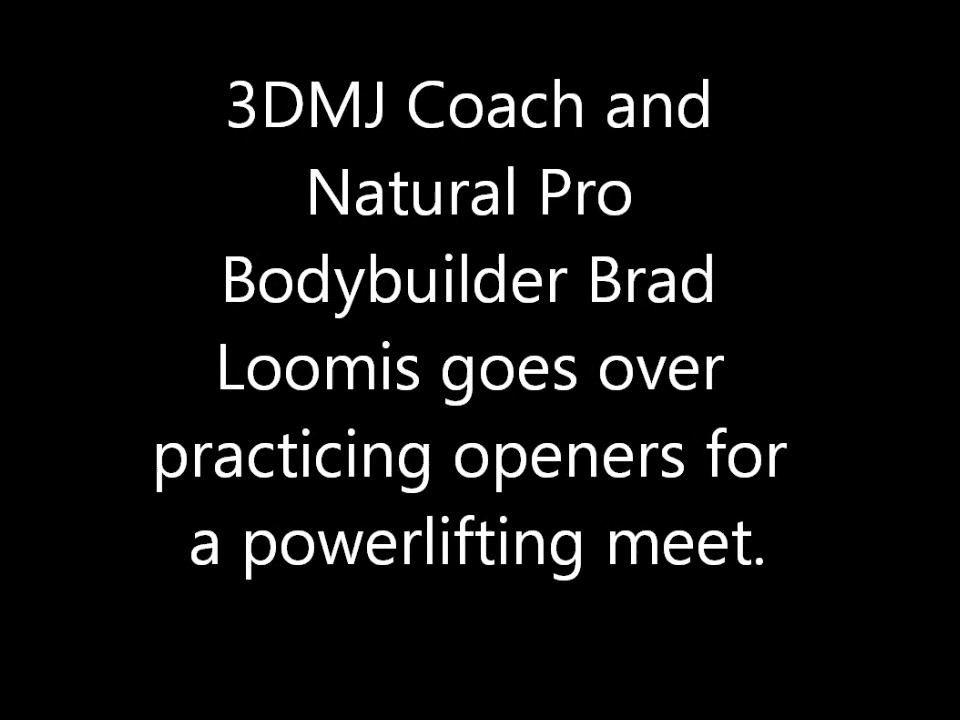 3DMJ Coach and
Natural Pro
Bodybuilder Brad
Loomis goes over
practicing openers for
a powerlifting meet.